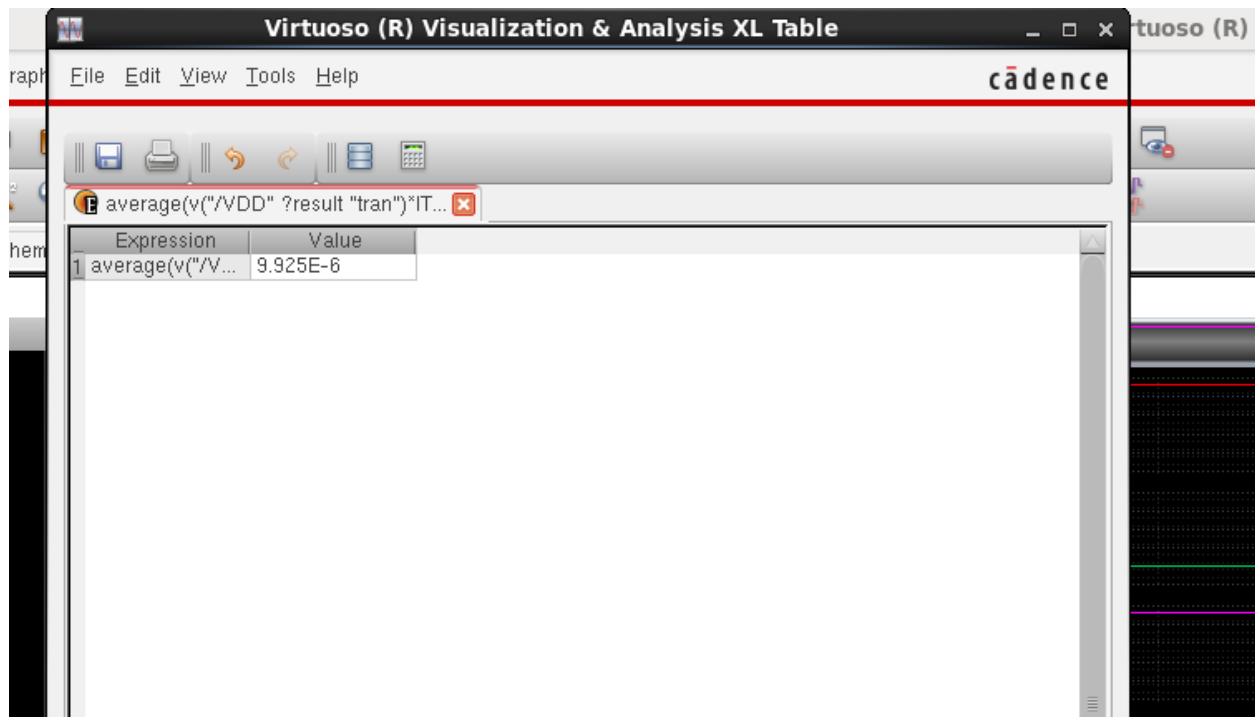 Virtuoso (R) Visualization & Analysis XL Table
tuoso (R)
raph
File Edit View Tools Help
cādence
average(v("/VDD" ?result "tran")*IT...
hem
Expression Value
1 average(v("/V... 9.925E-6